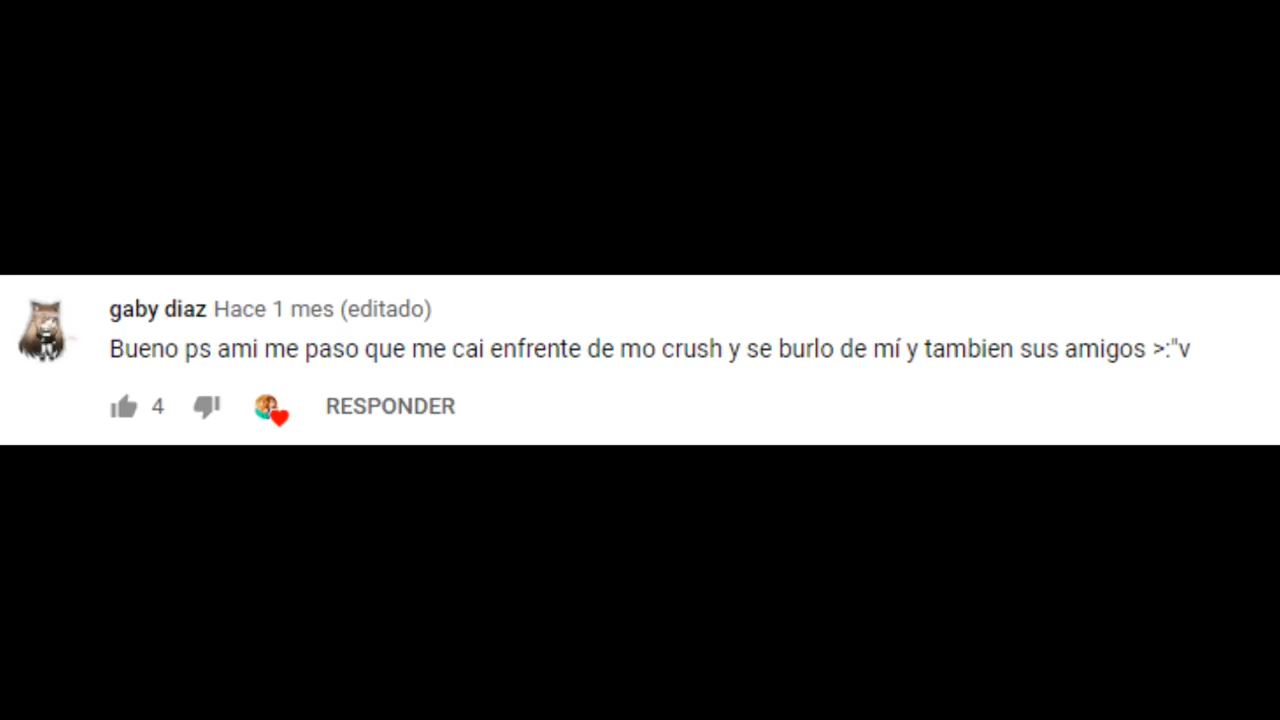 gaby diaz Hace 1 mes (editado)
Bueno ps ami me paso que me cai enfrente de mo crush y se burlo de mí y tambien sus amigos >:"v
4 RESPONDER